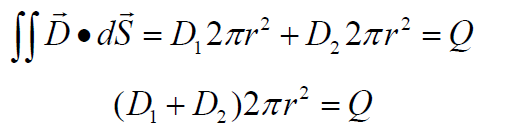 ∬ D⃗ • dS⃗ = D₁2πr² + D₂2πr² = Q
(D₁ + D₂)2πr² = Q